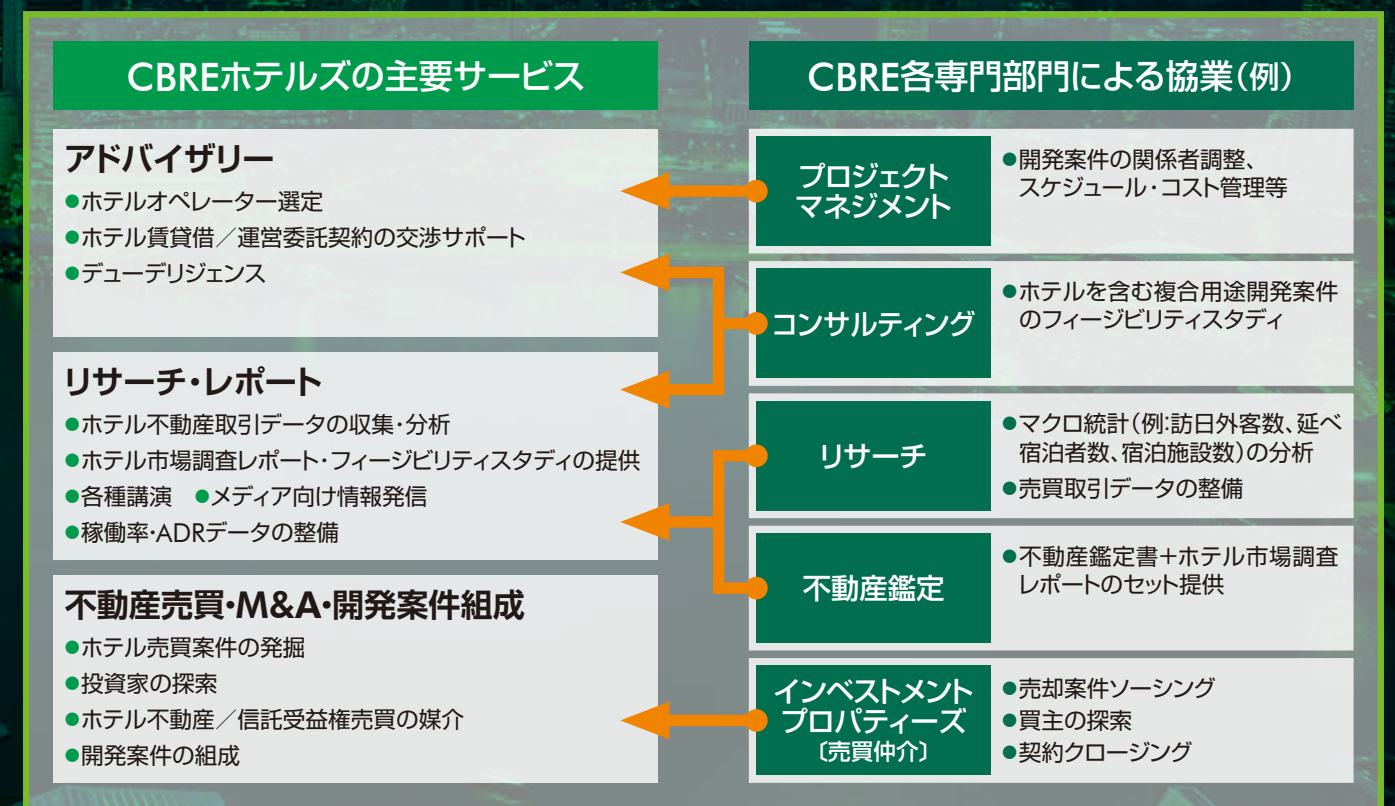 CBREホテルズの主要サービス
アドバイザリー
●ホテルオペレーター選定
●ホテル賃貸借／運営委託契約の交渉サポート
●デューデリジェンス
リサーチ・レポート
●ホテル不動産取引データの収集・分析
●ホテル市場調査レポート・フィージビリティスタディの提供
●各種講演 ●メディア向け情報発信
●稼働率・ADRデータの整備
不動産売買・M&A・開発案件組成
●ホテル売買案件の発掘
●投資家の探索
●ホテル不動産／信託受益権売買の媒介
●開発案件の組成
CBRE各専門部門による協業（例）
プロジェクト
マネジメント
●開発案件の関係者調整、
スケジュール・コスト管理等
コンサルティング
●ホテルを含む複合用途開発案件
のフィージビリティスタディ
リサーチ
●マクロ統計（例：訪日外客数、延べ
宿泊者数、宿泊施設数）の分析
●売買取引データの整備
不動産鑑定
●不動産鑑定書＋ホテル市場調査
レポートのセット提供
インベストメント
プロパティーズ
〔売買仲介〕
●売却案件ソーシング
●買主の探索
●契約クロージング